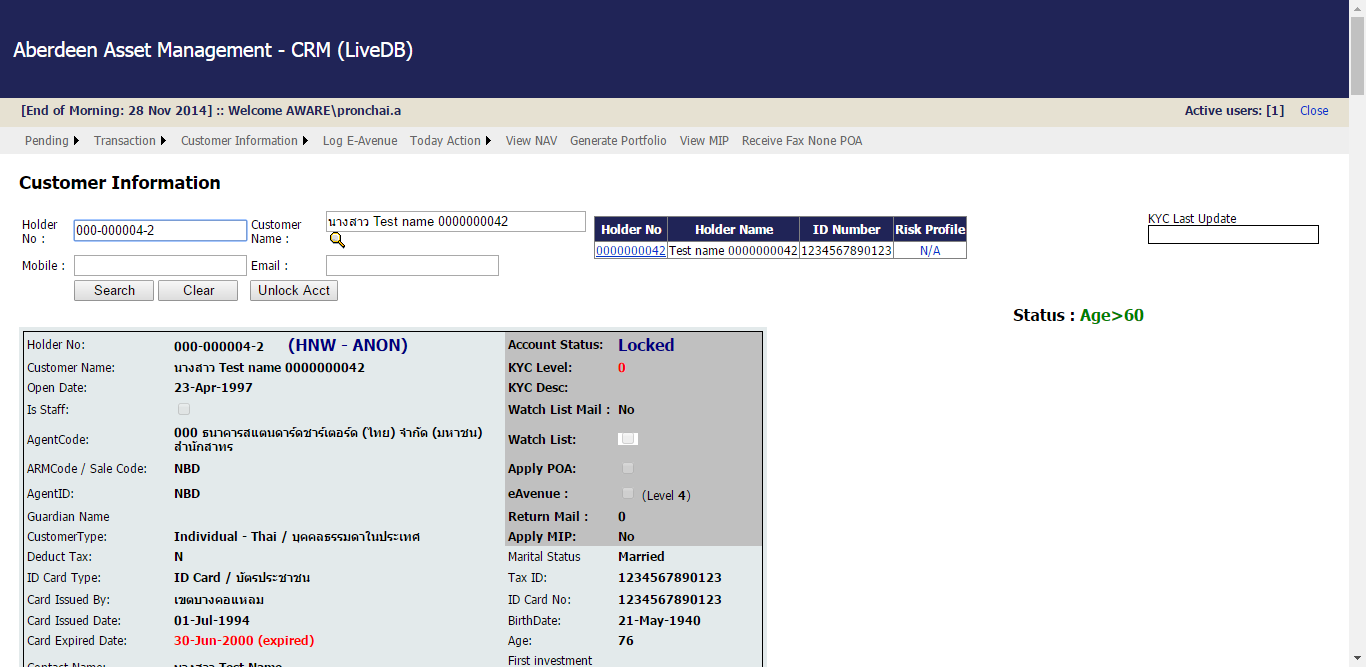 Aberdeen Asset Management - CRM (LiveDB)
[End of Morning: 28 Nov 2014] :: Welcome AWARE\pronchai.a
Active users: [1] Close
Pending Transaction Customer Information Log E-Avenue Today Action View NAV Generate Portfolio View MIP Receive Fax None POA
Customer Information
Holder No : 000-000004-2 Customer Name : นางสาว Test name 0000000042
Mobile : Email :
Search Clear Unlock Acct
Holder No Holder Name ID Number Risk Profile
0000000042 Test name 0000000042 1234567890123 N/A
KYC Last Update
Status : Age>60
Holder No: 000-000004-2 (HNW - ANON) Account Status: Locked
Customer Name: นางสาว Test name 0000000042 KYC Level: 0
Open Date: 23-Apr-1997 KYC Desc:
Is Staff: Watch List Mail : No
AgentCode: 000 ธนาคารสแตนดาร์ดชาร์เตอร์ด (ไทย) จำกัด (มหาชน) สำนักสาทร Watch List:
ARMCode / Sale Code: NBD Apply POA:
AgentID: NBD eAvenue : (Level 4)
Guardian Name Return Mail : 0
CustomerType: Individual - Thai / บุคคลธรรมดาในประเทศ Apply MIP: No
Deduct Tax: N Marital Status Married
ID Card Type: ID Card / บัตรประชาชน Tax ID: 1234567890123
Card Issued By: เขตบางคอแหลม ID Card No: 1234567890123
Card Issued Date: 01-Jul-1994 BirthDate: 21-May-1940
Card Expired Date: 30-Jun-2000 (expired) Age: 76
Contact Name: นางสาว Test Name First investment